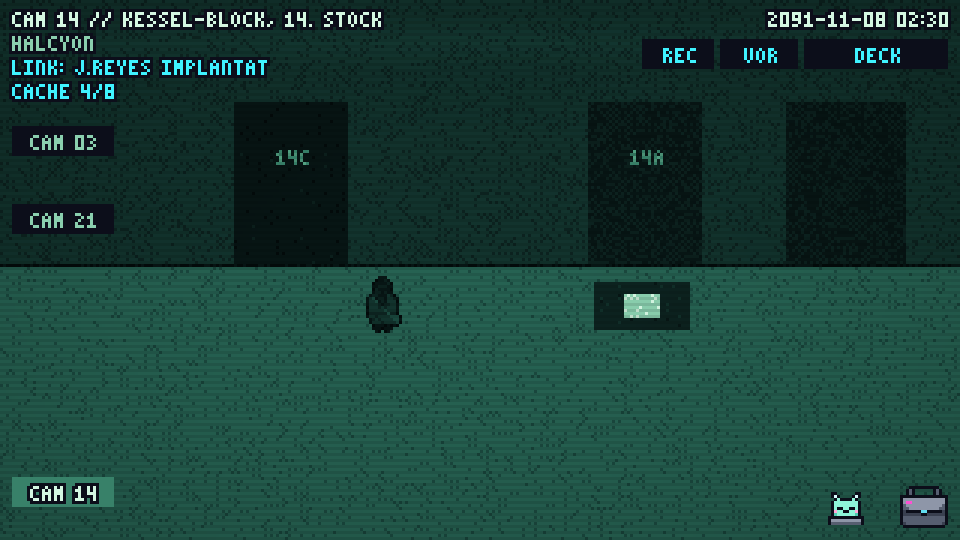 CAM 14 // KESSEL-BLOCK, 14. STOCK
2091-11-08 02:30
HALCYON
REC
VOR
DECK
LINK: J.REYES IMPLANTAT
CACHE 4/8
CAM 03
14C
14A
CAM 21
CAM 14